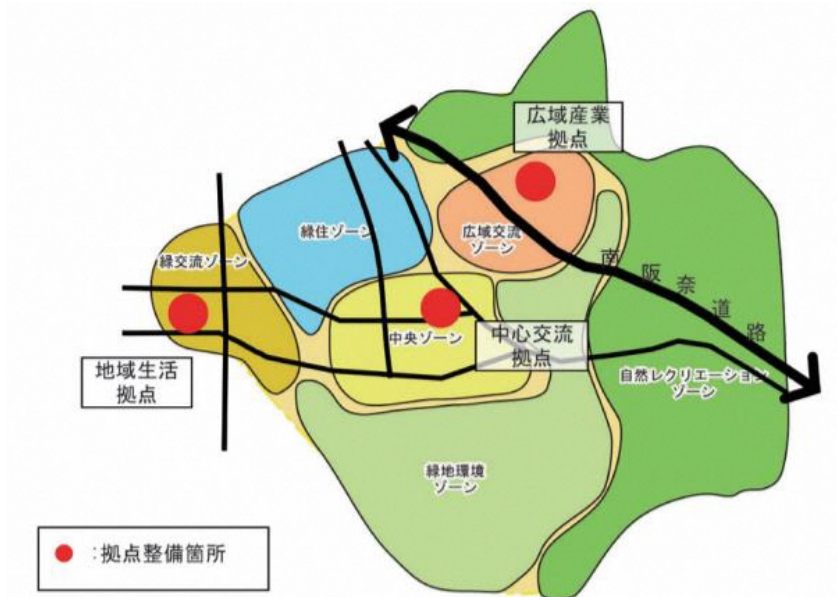 広域産業
拠点
緑住ゾーン
広域交流
ゾーン
緑交流ゾーン
南阪奈道路
中央ゾーン
中心交流
拠点
地域生活
拠点
自然レクリエーション
ゾーン
緑地環境
ゾーン
:拠点整備箇所